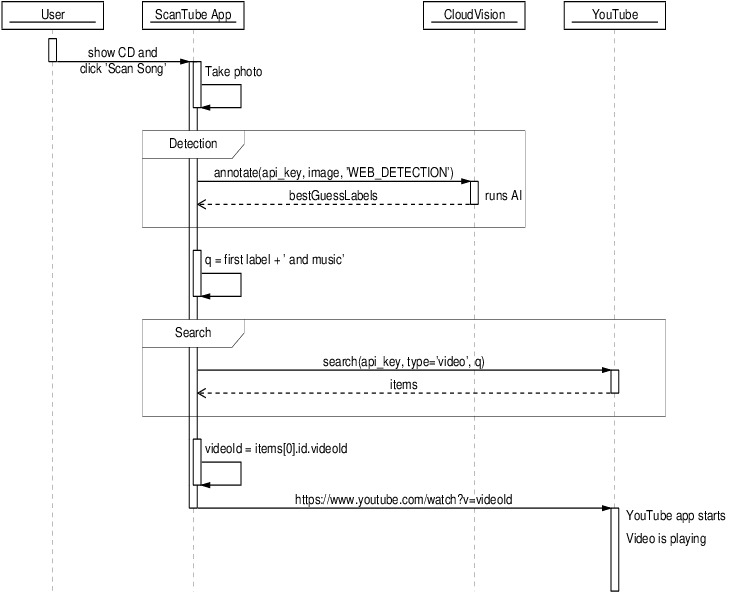 User
ScanTube App
CloudVision
YouTube
show CD and
click 'Scan Song'
Take photo
Detection
annotate(api_key, image, 'WEB_DETECTION')
bestGuessLabels
runs AI
q = first label + ' and music'
Search
search(api_key, type='video', q)
items
videoId = items[0].id.videoId
https://www.youtube.com/watch?v=videoId
YouTube app starts
Video is playing